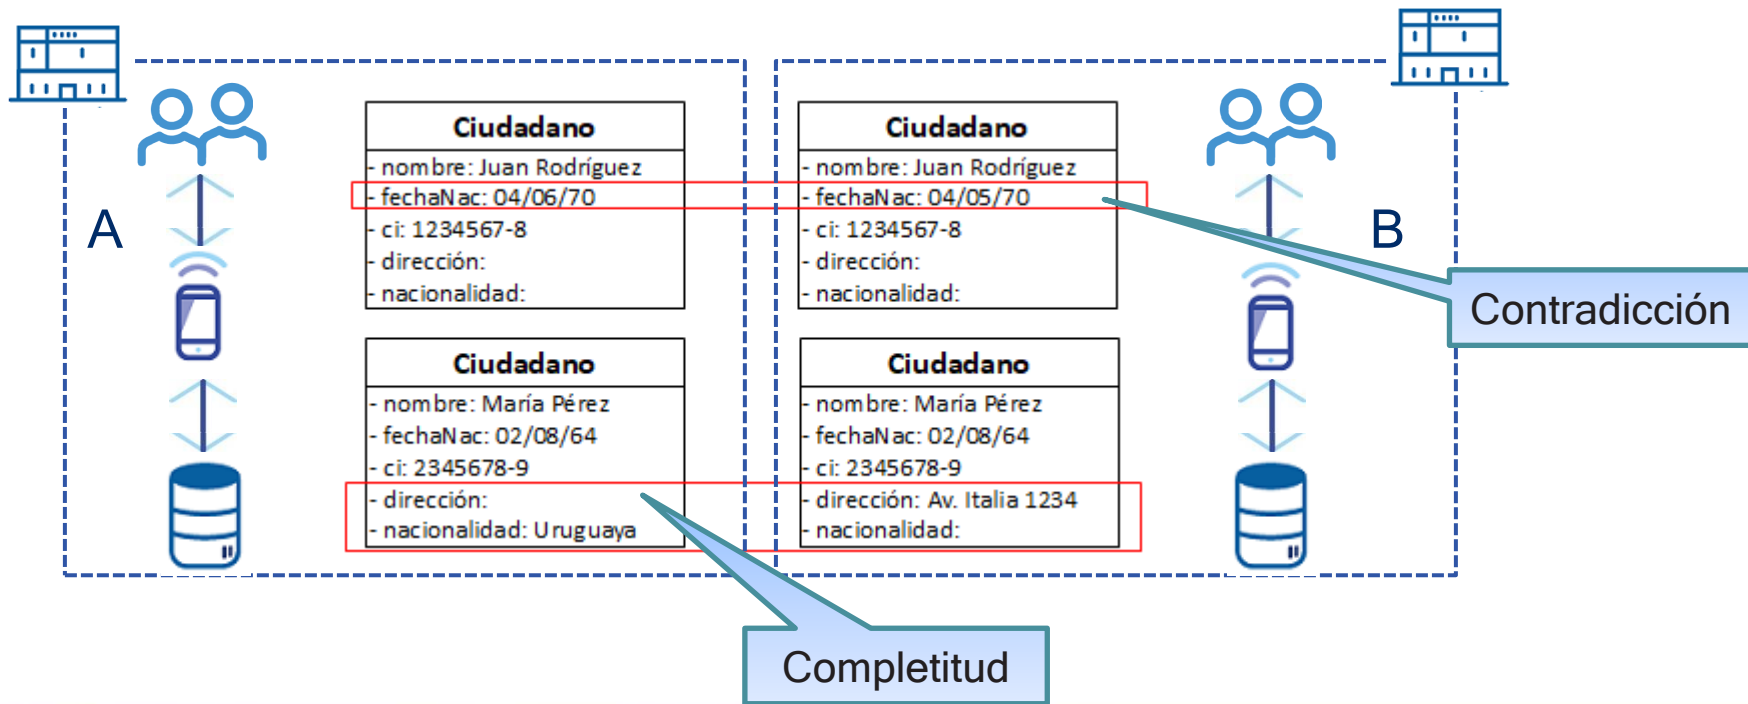 A
Ciudadano
- nombre: Juan Rodríguez
- fechaNac: 04/06/70
- ci: 1234567-8
- dirección:
- nacionalidad:
Ciudadano
- nombre: María Pérez
- fechaNac: 02/08/64
- ci: 2345678-9
- dirección:
- nacionalidad: Uruguaya
Ciudadano
- nombre: Juan Rodríguez
- fechaNac: 04/05/70
- ci: 1234567-8
- dirección:
- nacionalidad:
Ciudadano
- nombre: María Pérez
- fechaNac: 02/08/64
- ci: 2345678-9
- dirección: Av. Italia 1234
- nacionalidad:
B
Contradicción
Completitud